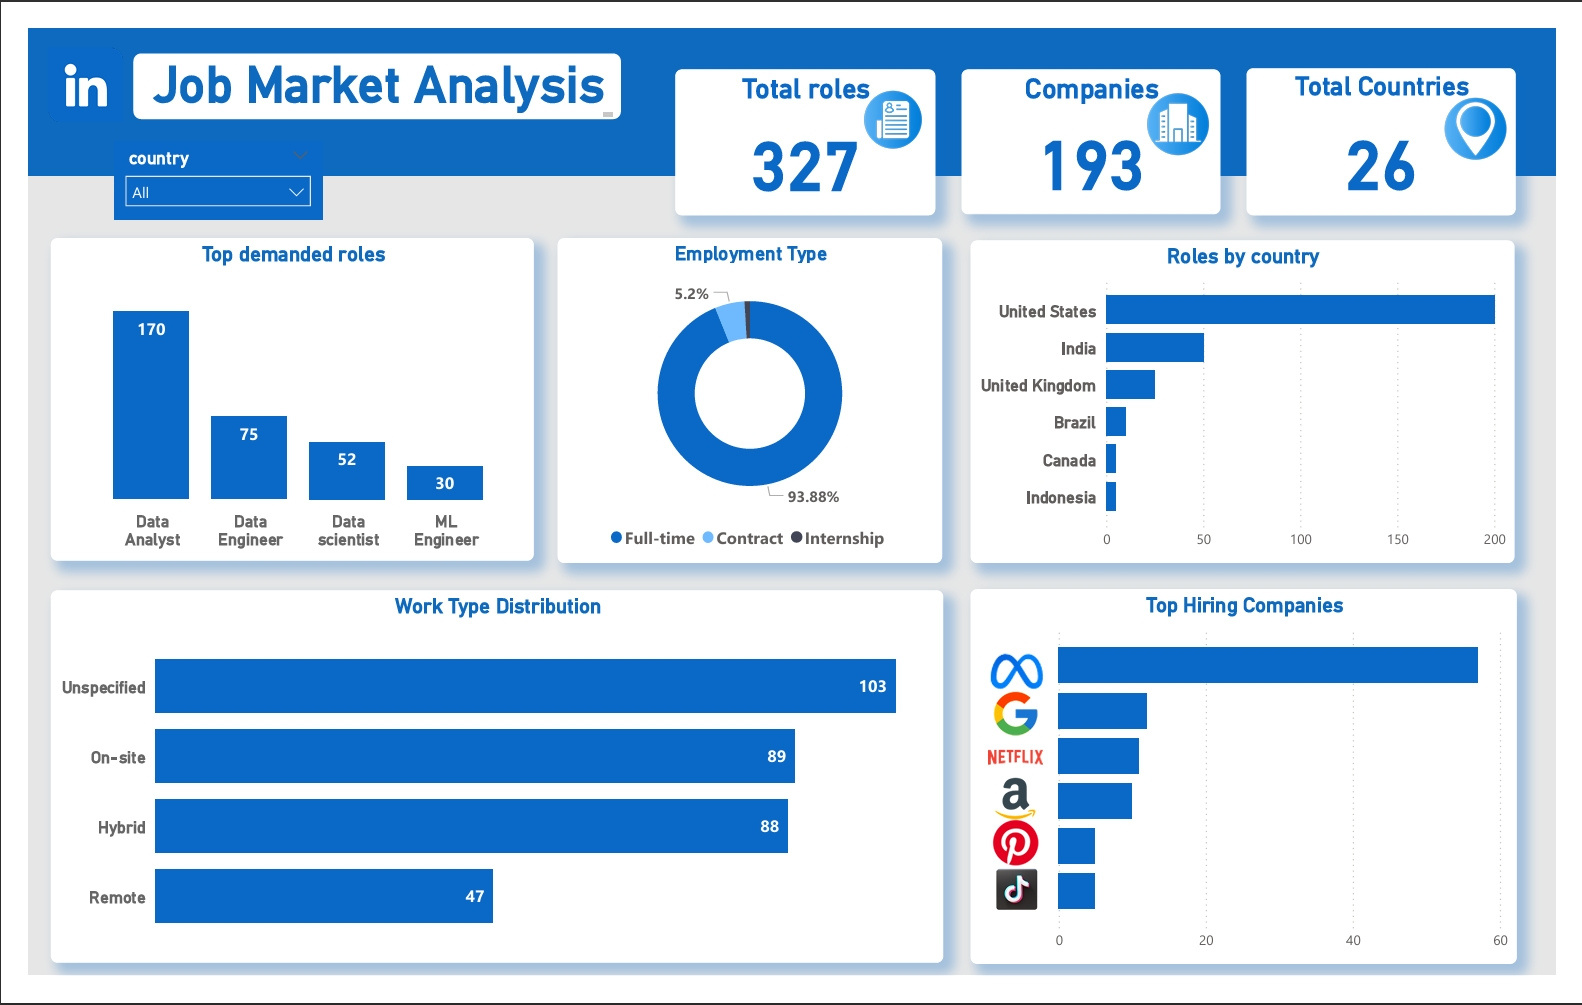 in
Job Market Analysis
country
All
Total roles
327
Companies
193
Total Countries
26
Top demanded roles
170
75
52
30
Data
Analyst
Data
Engineer
Data
scientist
ML
Engineer
Employment Type
5.2%
93.88%
Full-time
Contract
Internship
Roles by country
United States
India
United Kingdom
Brazil
Canada
Indonesia
0
50
100
150
200
Work Type Distribution
Unspecified
103
On-site
89
Hybrid
88
Remote
47
Top Hiring Companies
G
NETFLIX
a
0
20
40
60